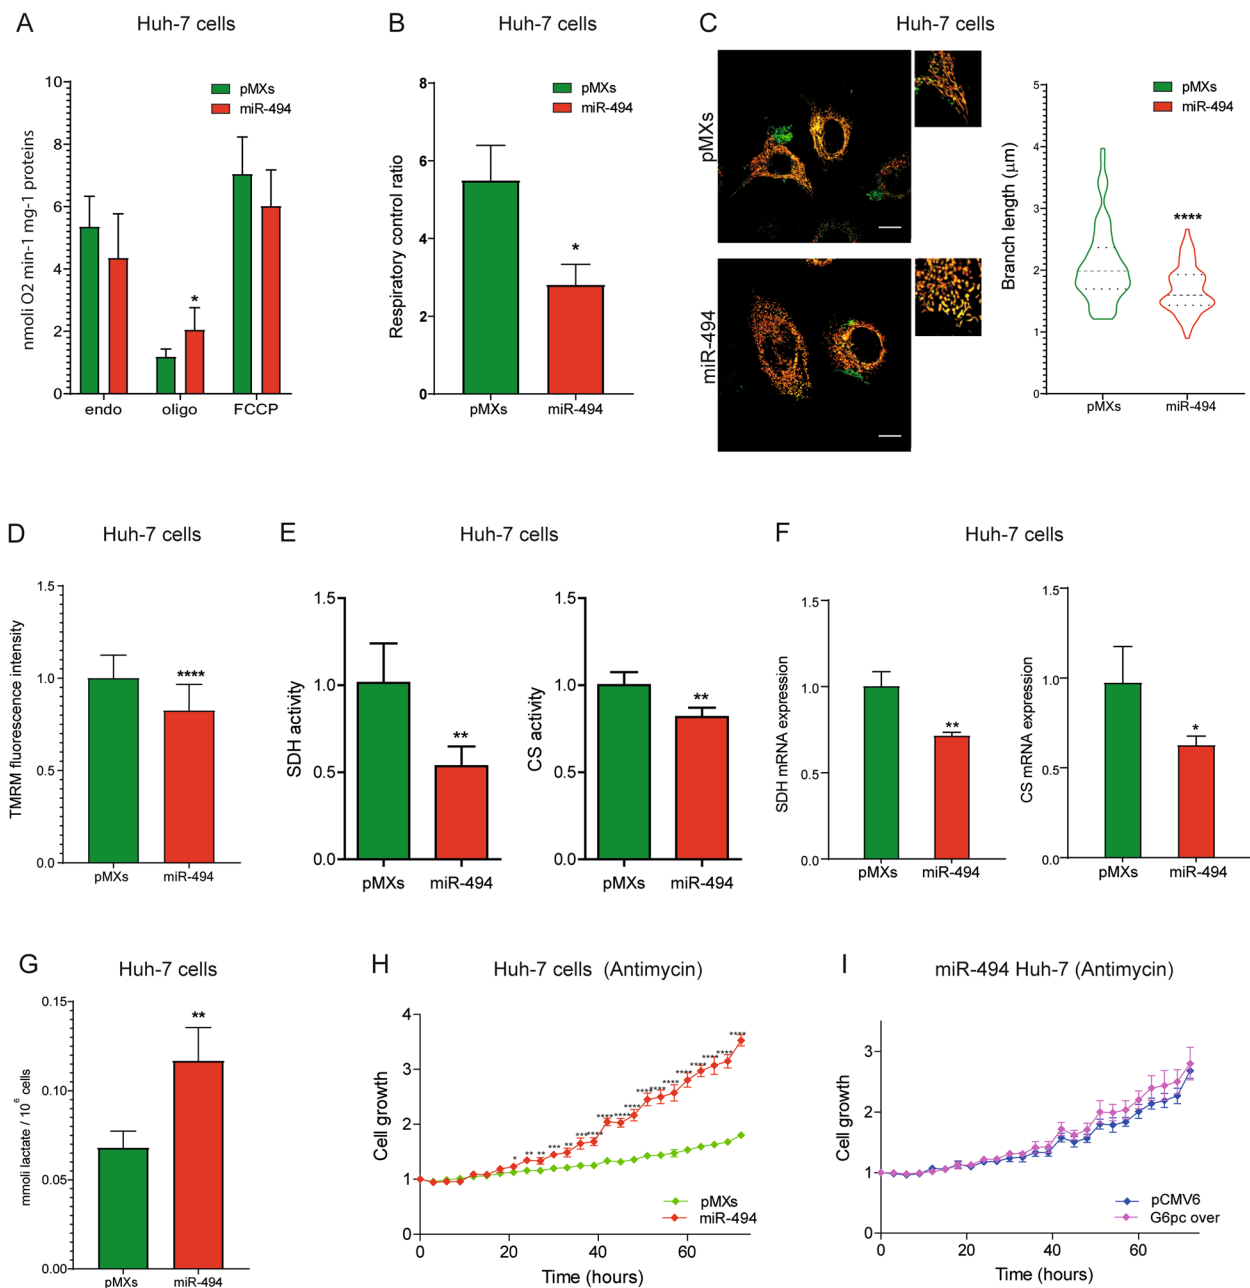 A
Huh-7 cells
pMXs
miR-494
nmoli O2 min-1 mg-1 proteins
10
8
6
4
2
0
*
endo
oligo
FCCP
B
Huh-7 cells
pMXs
miR-494
Respiratory control ratio
8
6
4
2
0
*
pMXs
miR-494
C
Huh-7 cells
pMXs
miR-494
pMXs
miR-494
Branch length (µm)
5
4
3
2
1
0
****
pMXs
miR-494
D
Huh-7 cells
TMRM fluorescence intensity
1.5
1.0
0.5
0.0
****
pMXs
miR-494
E
Huh-7 cells
SDH activity
1.5
1.0
0.5
0.0
**
pMXs
miR-494
CS activity
1.5
1.0
0.5
0.0
**
pMXs
miR-494
F
Huh-7 cells
SDH mRNA expression
1.5
1.0
0.5
0.0
**
pMXs
miR-494
CS mRNA expression
1.5
1.0
0.5
0.0
*
pMXs
miR-494
G
Huh-7 cells
mmoli lactate / 10⁶ cells
0.15
0.10
0.05
0.00
**
pMXs
miR-494
H
Huh-7 cells (Antimycin)
Cell growth
4
3
2
1
0
* ** ** *** ** *** **** **** **** **** **** **** **** **** **** **** **** ****
pMXs
miR-494
0
20
40
60
Time (hours)
I
miR-494 Huh-7 (Antimycin)
Cell growth
3
2
1
0
pCMV6
G6pc over
0
20
40
60
Time (hours)